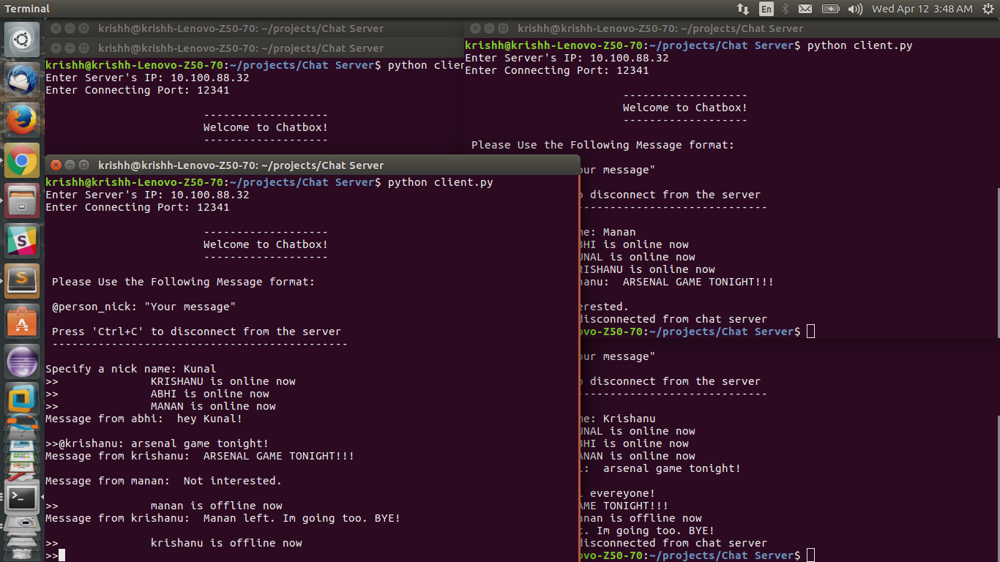 Terminal
En
Wed Apr 12 3:48 AM
krishh@krishh-Lenovo-Z50-70: ~/projects/Chat Server
krishh@krishh-Lenovo-Z50-70: ~/projects/Chat Server
krishh@krishh-Lenovo-Z50-70:~/projects/Chat Server$ python clie
Enter Server's IP: 10.100.88.32
Enter Connecting Port: 12341
-------------------
Welcome to Chatbox!
-------------------
krishh@krishh-Lenovo-Z50-70: ~/projects/Chat Server
krishh@krishh-Lenovo-Z50-70:~/projects/Chat Server$ python client.py
Enter Server's IP: 10.100.88.32
Enter Connecting Port: 12341
-------------------
Welcome to Chatbox!
-------------------
Please Use the Following Message format:
our message"
disconnect from the server
----------------------------
me: Manan
BHI is online now
UNAL is online now
RISHANU is online now
hanu:  ARSENAL GAME TONIGHT!!!
erested.
disconnected from chat server
ovo-Z50-70:~/projects/Chat Server$
krishh@krishh-Lenovo-Z50-70: ~/projects/Chat Server
krishh@krishh-Lenovo-Z50-70:~/projects/Chat Server$ python client.py
Enter Server's IP: 10.100.88.32
Enter Connecting Port: 12341
-------------------
Welcome to Chatbox!
-------------------
Please Use the Following Message format:
@person_nick: "Your message"
Press 'Ctrl+C' to disconnect from the server
---------------------------------------------
Specify a nick name: Kunal
>>              KRISHANU is online now
>>              ABHI is online now
>>              MANAN is online now
Message from abhi:  hey Kunal!
>>@krishanu: arsenal game tonight!
Message from krishanu:  ARSENAL GAME TONIGHT!!!
Message from manan:  Not interested.
>>              manan is offline now
Message from krishanu:  Manan left. Im going too. BYE!
>>              krishanu is offline now
>>
our message"
disconnect from the server
----------------------------
me: Krishanu
UNAL is online now
BHI is online now
ANAN is online now
l:  arsenal game tonight!
evereyone!
AME TONIGHT!!!
anan is offline now
t. Im going too. BYE!
disconnected from chat server
ovo-Z50-70:~/projects/Chat Server$